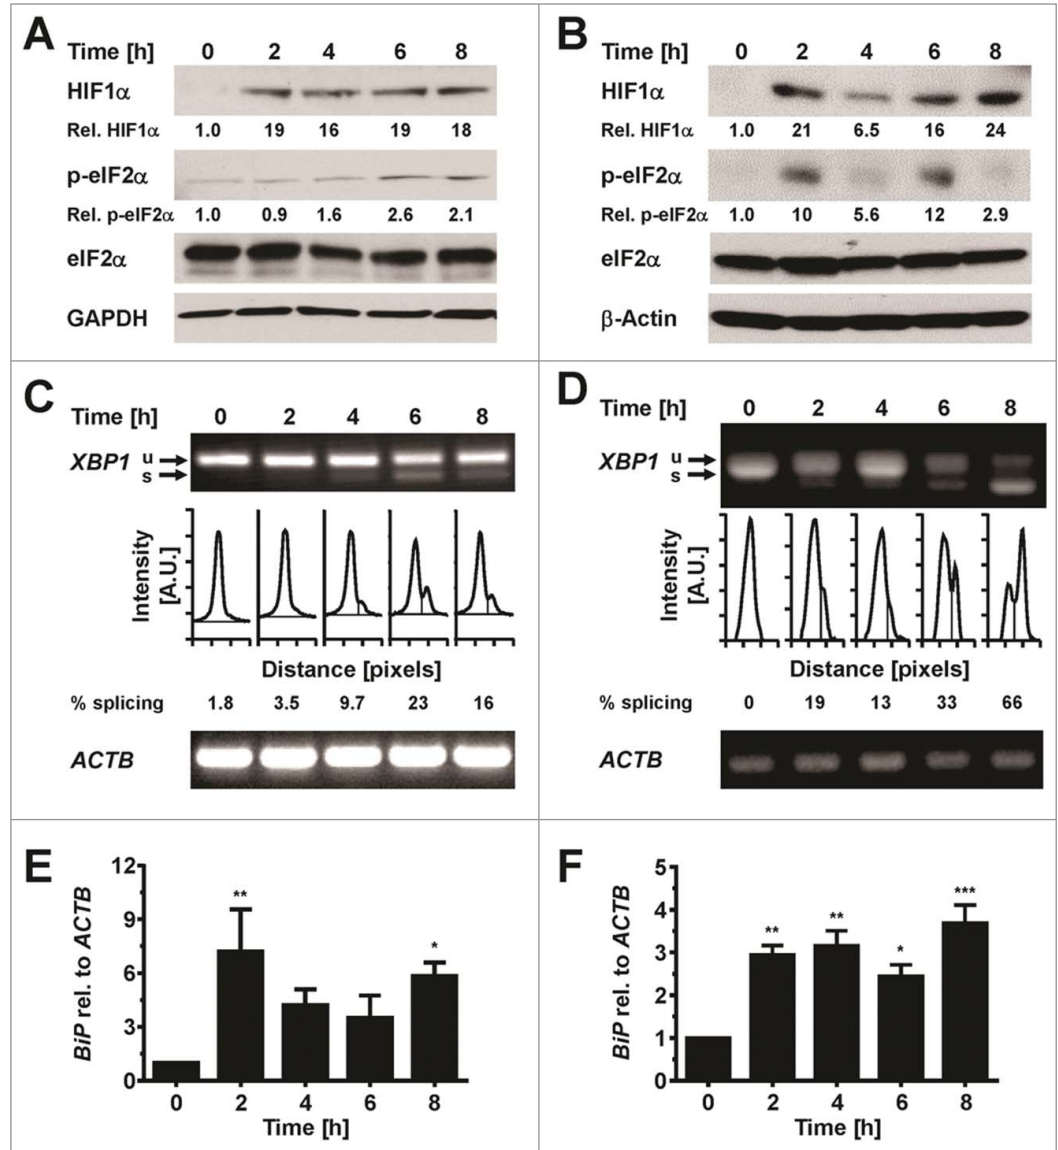 A
Time [h] 0 2 4 6 8
HIF1α
Rel. HIF1α 1.0 19 16 19 18
p-eIF2α
Rel. p-eIF2α 1.0 0.9 1.6 2.6 2.1
eIF2α
GAPDH
B
Time [h] 0 2 4 6 8
HIF1α
Rel. HIF1α 1.0 21 6.5 16 24
p-eIF2α
Rel. p-eIF2α 1.0 10 5.6 12 2.9
eIF2α
β-Actin
C
Time [h] 0 2 4 6 8
XBP1 u
s
Intensity
[A.U.]
Distance [pixels]
% splicing 1.8 3.5 9.7 23 16
ACTB
D
Time [h] 0 2 4 6 8
XBP1 u
s
Intensity
[A.U.]
Distance [pixels]
% splicing 0 19 13 33 66
ACTB
E
BiP rel. to ACTB
12
9
6
3
0
** *
0 2 4 6 8
Time [h]
F
BiP rel. to ACTB
5
4
3
2
1
0
** ** * ***
0 2 4 6 8
Time [h]